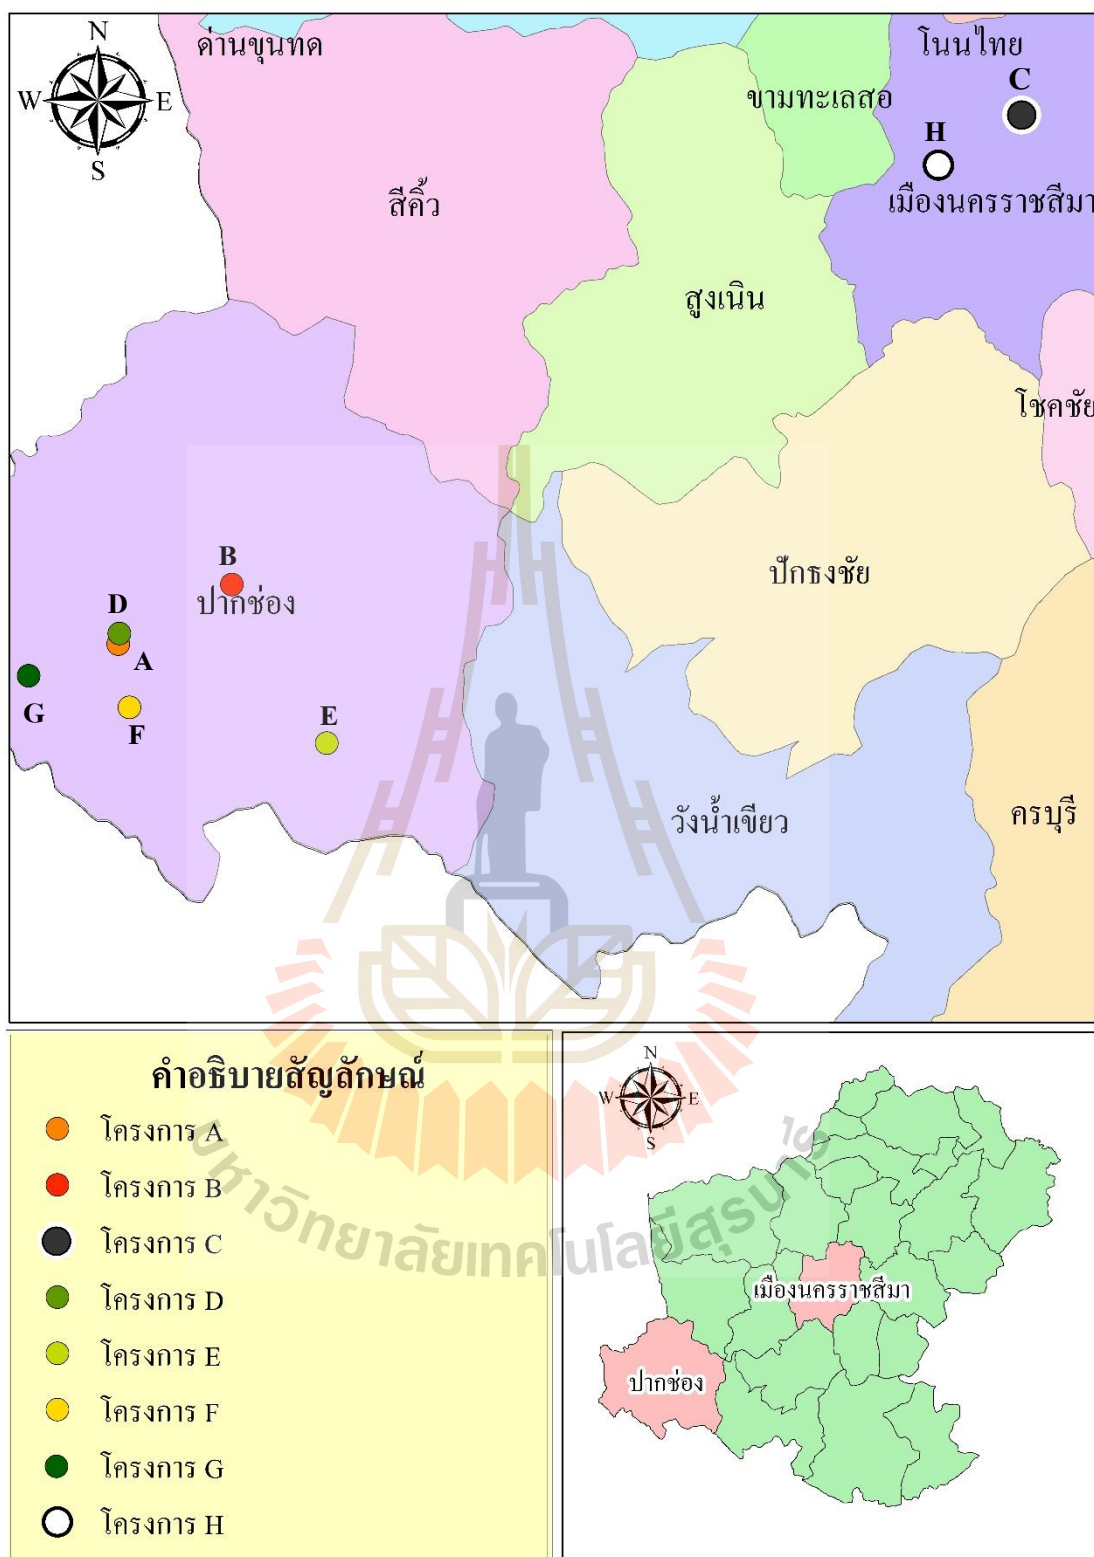 N
W E
S
ด่านขุนทด
โนนไทย
C
ขามทะเลสอ
H
สีคิ้ว
เมืองนครราชสีมา
สูงเนิน
โชคชัย
B
ปากช่อง
ปักธงชัย
D
A
G
F
E
วังน้ำเขียว
ครบุรี
คำอธิบายสัญลักษณ์
โครงการ A
โครงการ B
โครงการ C
โครงการ D
โครงการ E
โครงการ F
โครงการ G
โครงการ H
N
W E
S
เมืองนครราชสีมา
ปากช่อง
มหาวิทยาลัยเทคโนโลยีสุรนารี